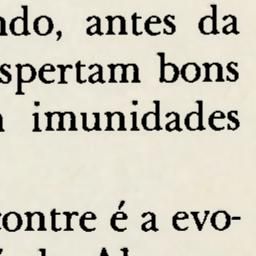 ndo, antes da
spertam bons
imunidades
contre é a evo-